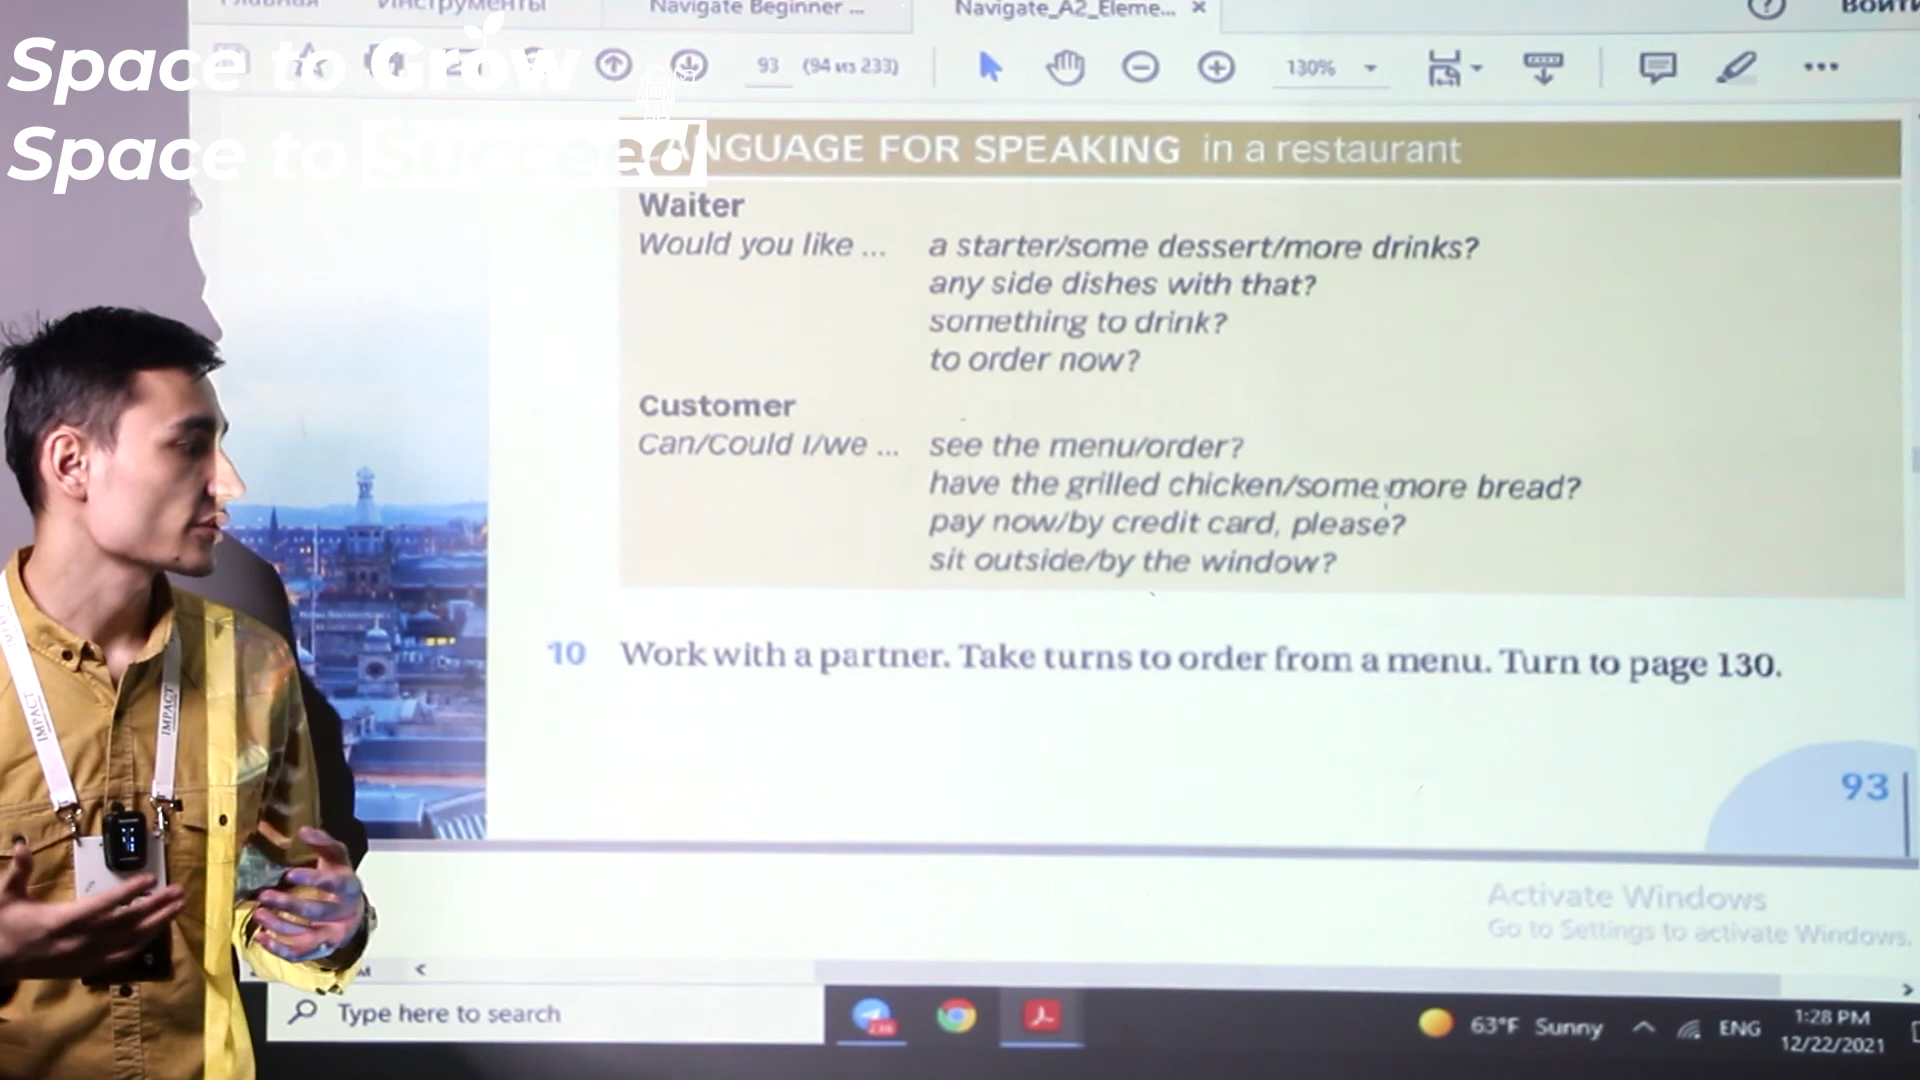 Главная
Инструменты
Navigate Beginner ...
Navigate_A2_Eleme...
Войти
Space to Grow
93 (94 из 233)
130%
Space to Succeed
LANGUAGE FOR SPEAKING in a restaurant
Waiter
Would you like ... a starter/some dessert/more drinks?
any side dishes with that?
something to drink?
to order now?
Customer
Can/Could I/we ... see the menu/order?
have the grilled chicken/some more bread?
pay now/by credit card, please?
sit outside/by the window?
10 Work with a partner. Take turns to order from a menu. Turn to page 130.
93
IMPACT
IMPACT
Activate Windows
Go to Settings to activate Windows.
Type here to search
63°F Sunny
ENG
1:28 PM
12/22/2021